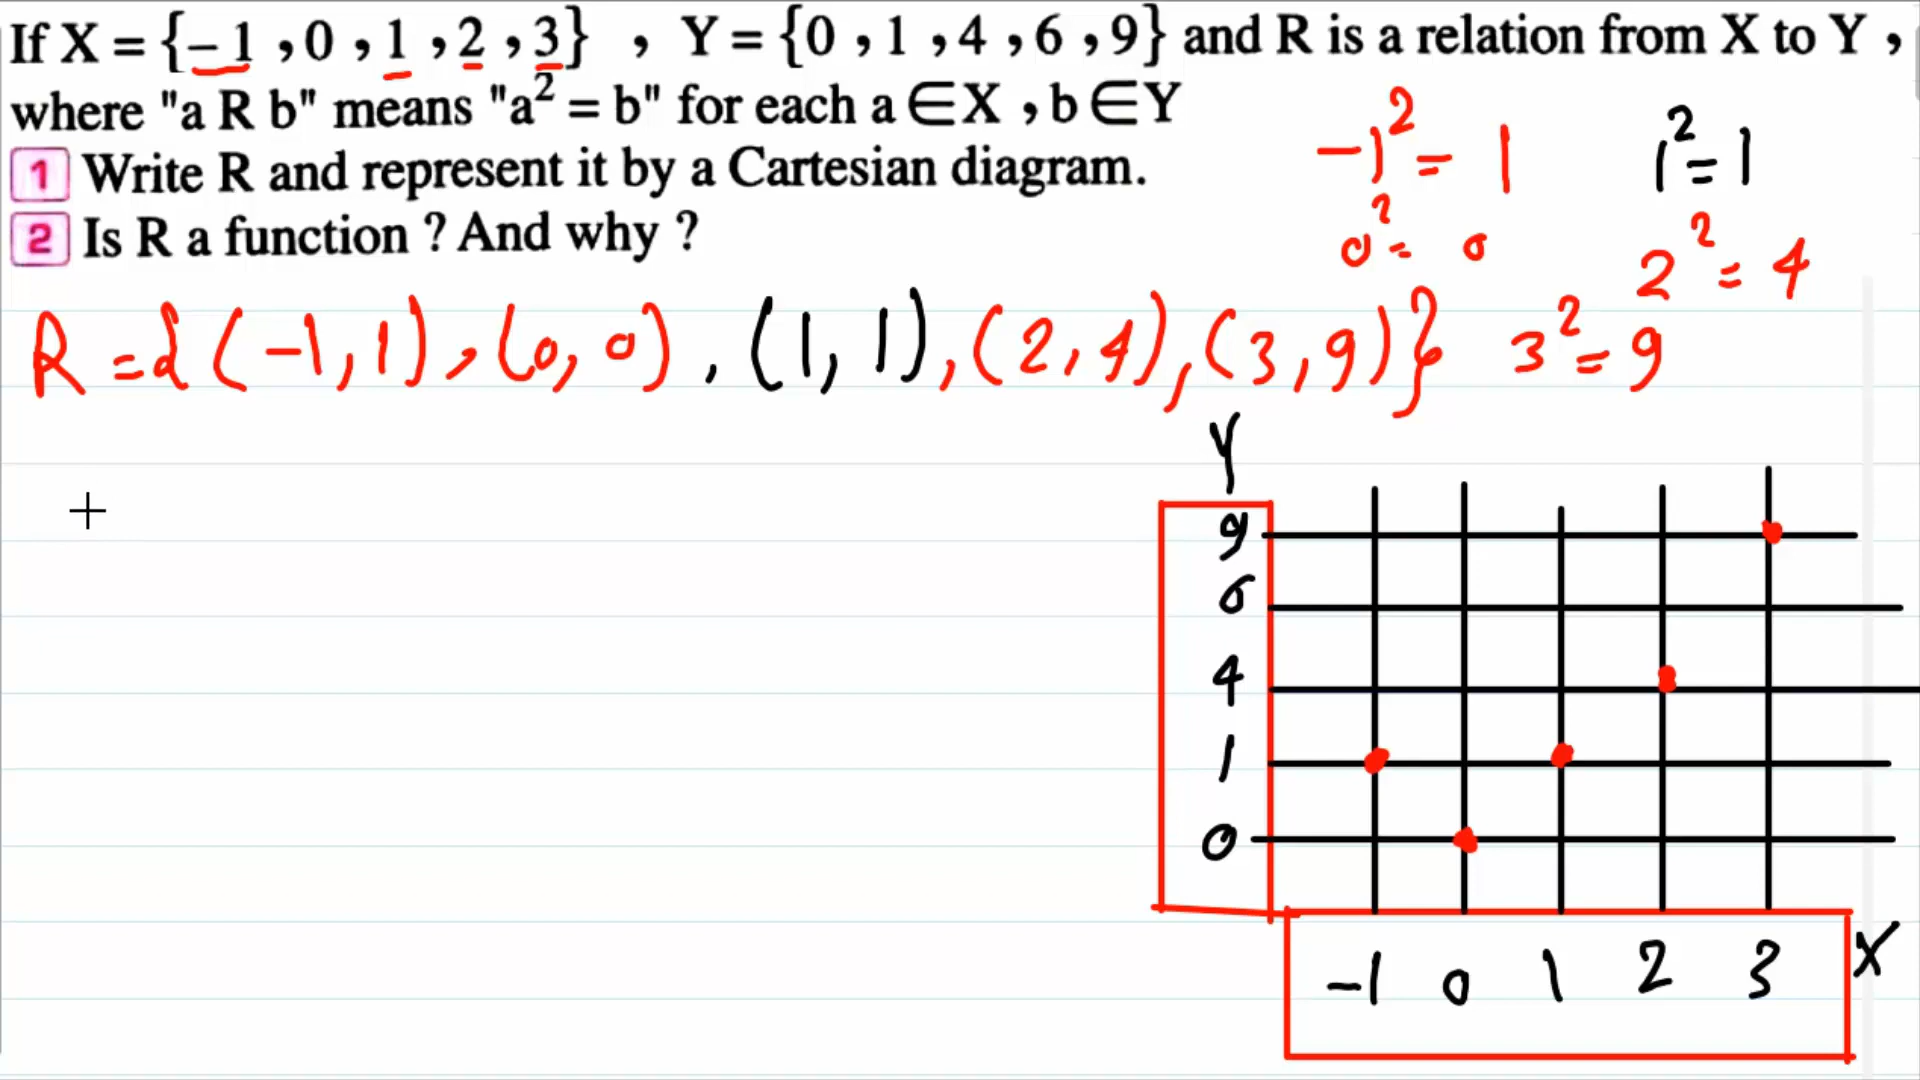 If X = {–1 , 0 , 1 , 2 , 3} , Y = {0 , 1 , 4 , 6 , 9} and R is a relation from X to Y ,
where "a R b" means "a² = b" for each a ∈ X , b ∈ Y
1 Write R and represent it by a Cartesian diagram.
2 Is R a function ? And why ?
-1² = 1 1² = 1
0² = 0 2² = 4
R = {(-1, 1), (0, 0), (1, 1), (2, 4), (3, 9)} 3² = 9
Y
9
6
4
1
0
-1 0 1 2 3 X